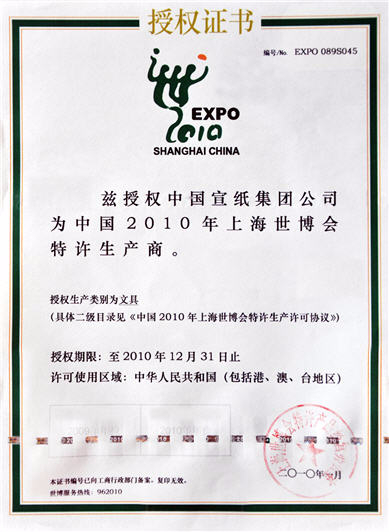 授权证书
编号/No. EXPO 089S045
EXPO
2010
SHANGHAI CHINA
兹授权中国宣纸集团公司
为中国2010年上海世博会
特许生产商。
授权生产类别为文具
(具体二级目录见《中国2010年上海世博会特许生产许可协议》)
授权期限：至2010年12月31日止
许可使用区域：中华人民共和国（包括港、澳、台地区）
本证书编号已向工商行政部门备案，复印无效。
世博服务热线：962010